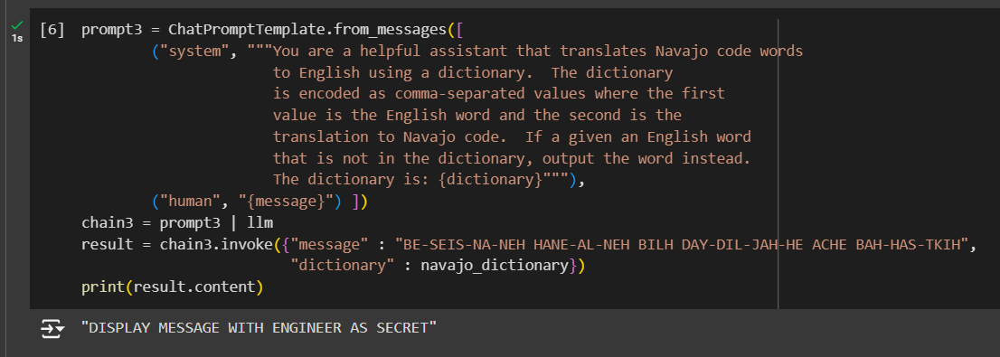 [6] prompt3 = ChatPromptTemplate.from_messages([
("system", """You are a helpful assistant that translates Navajo code words
to English using a dictionary.  The dictionary
is encoded as comma-separated values where the first
value is the English word and the second is the
translation to Navajo code.  If a given an English word
that is not in the dictionary, output the word instead.
The dictionary is: {dictionary}"""),
("human", "{message}") ])
1s
chain3 = prompt3 | llm
result = chain3.invoke({"message" : "BE-SEIS-NA-NEH HANE-AL-NEH BILH DAY-DIL-JAH-HE ACHE BAH-HAS-TKIH",
"dictionary" : navajo_dictionary})
print(result.content)
"DISPLAY MESSAGE WITH ENGINEER AS SECRET"